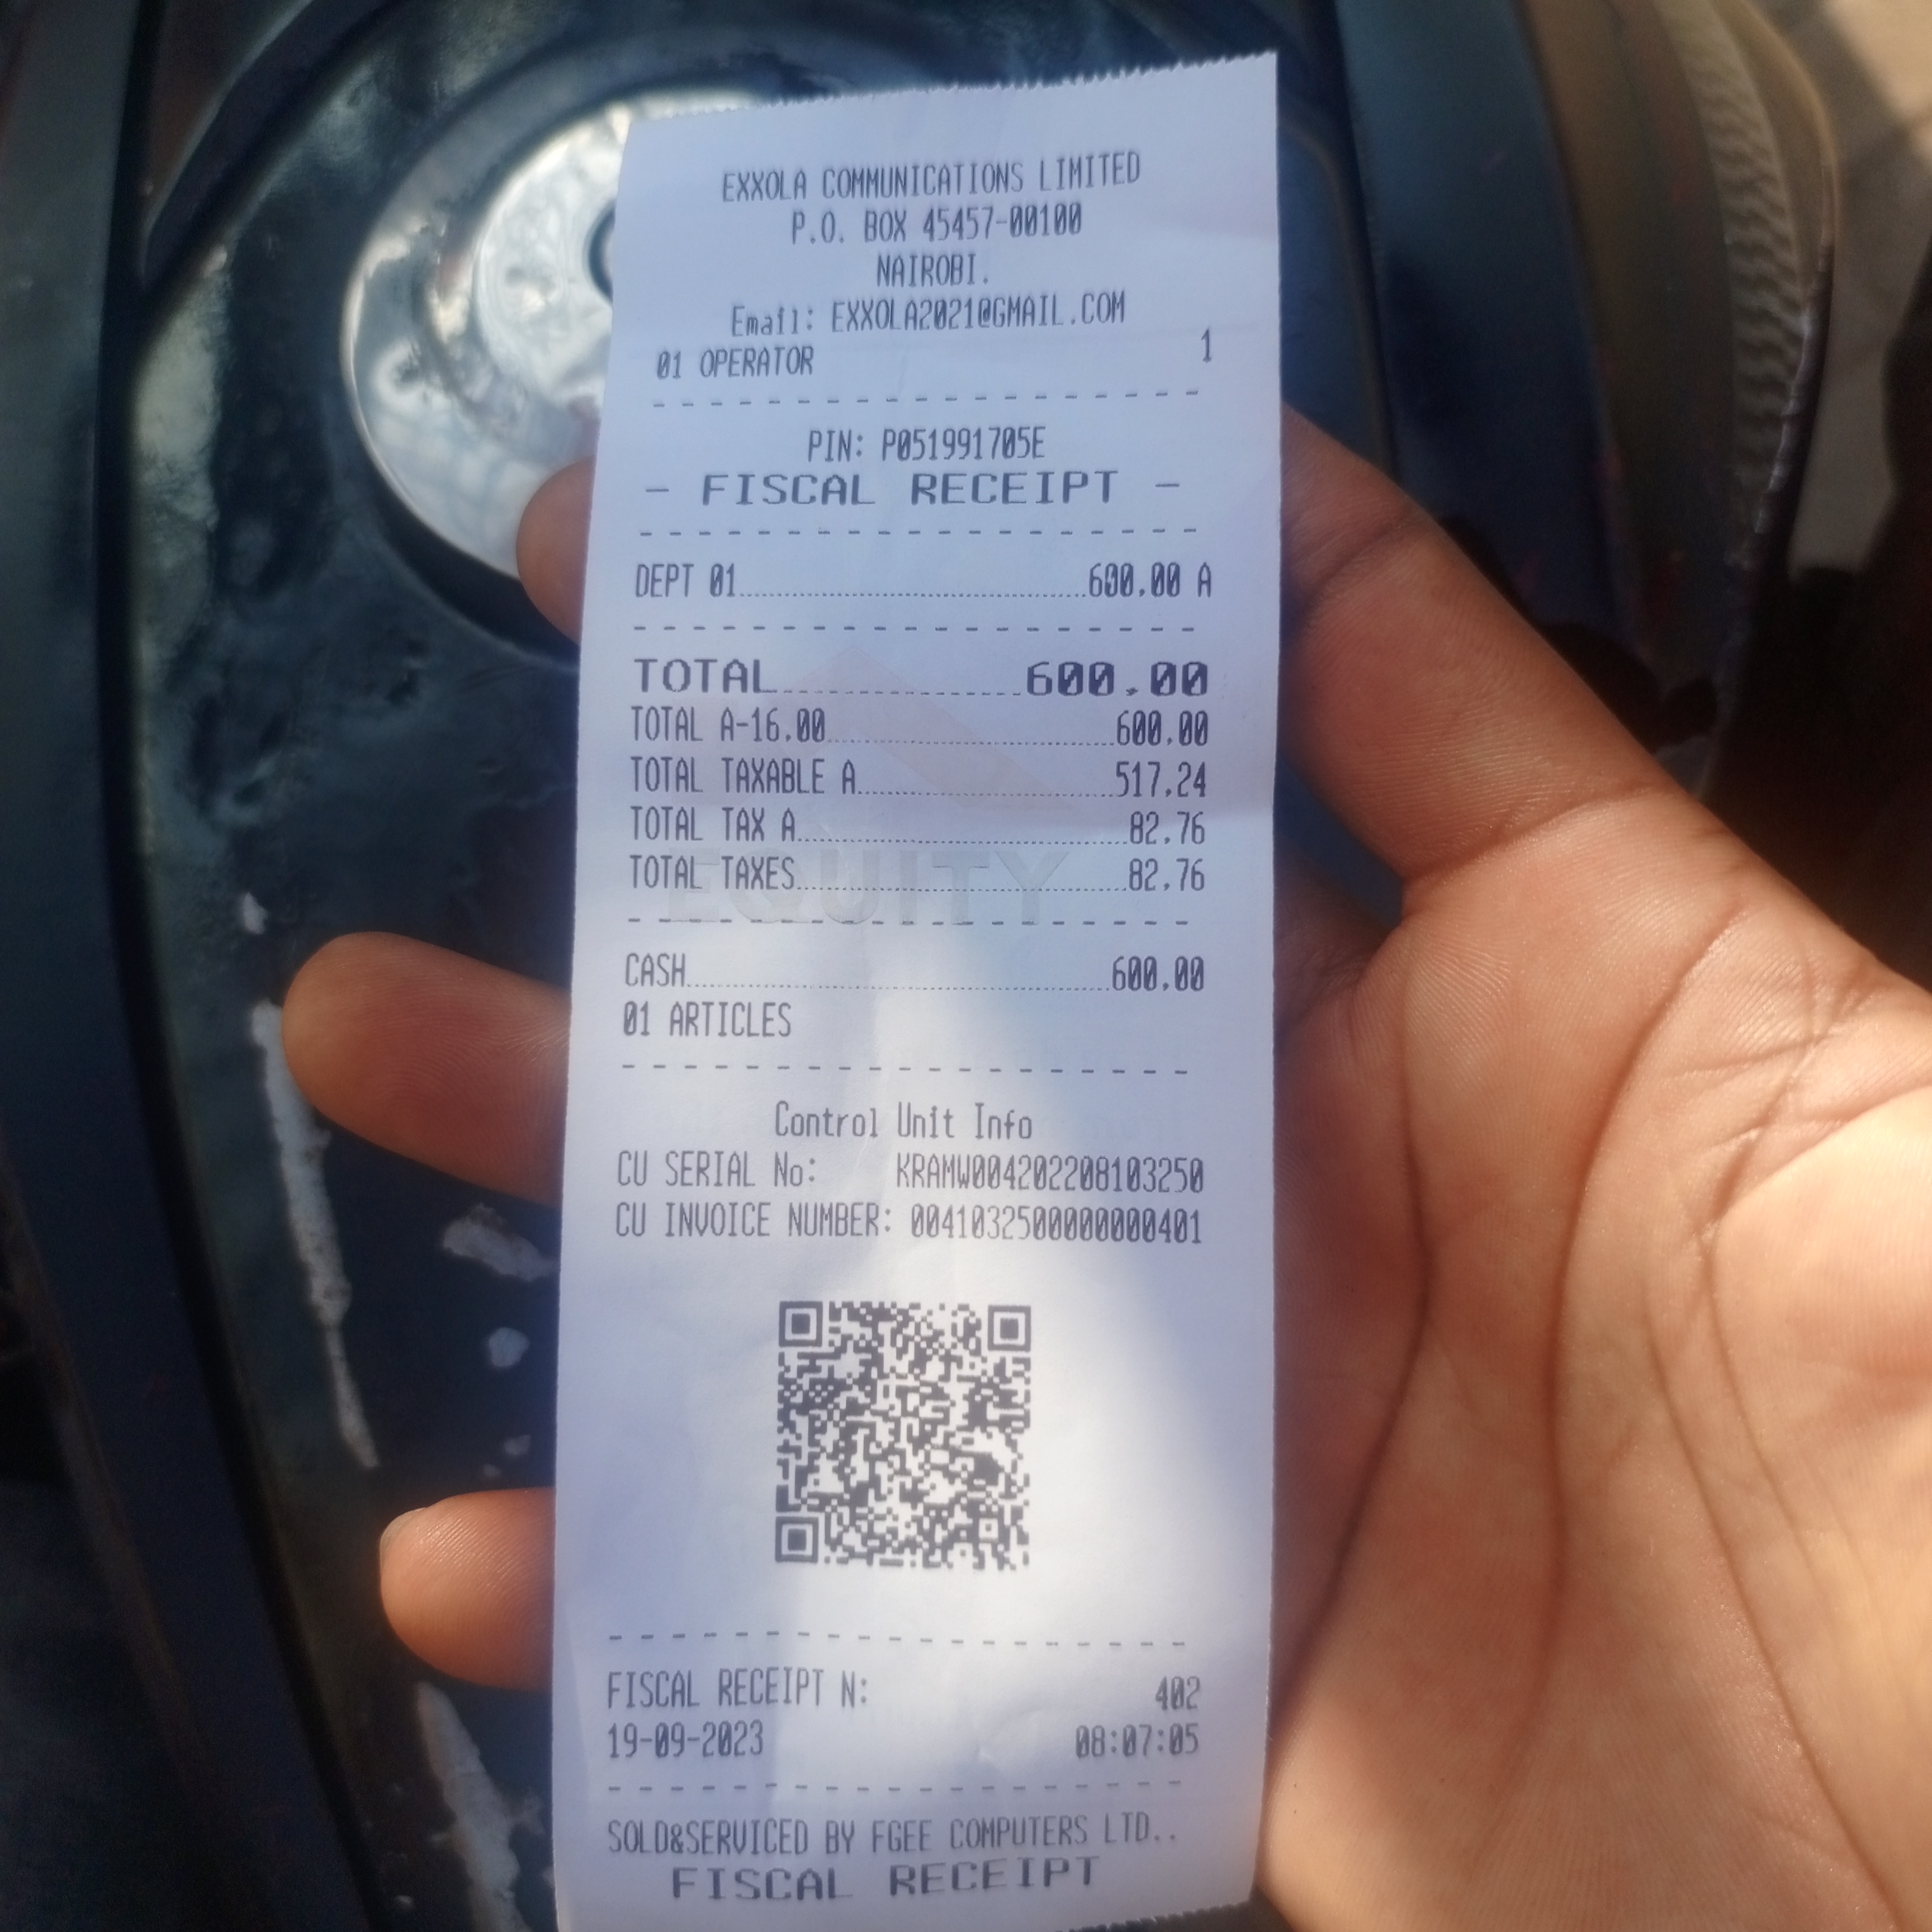 EXXOLA COMMUNICATIONS LIMITED
P.O. BOX 45457-00100
NAIROBI.
Email: EXXOLA2021@GMAIL.COM
01 OPERATOR 1
PIN: P051991705E
- FISCAL RECEIPT -
DEPT 01 600.00 A
TOTAL 600.00
TOTAL A-16.00 600.00
TOTAL TAXABLE A 517.24
TOTAL TAX A 82.76
TOTAL TAXES 82.76
EQUITY
CASH 600.00
01 ARTICLES
Control Unit Info
CU SERIAL No: KRAMW004202208103250
CU INVOICE NUMBER: 0041032500000000401
FISCAL RECEIPT N: 402
19-09-2023 08:07:05
SOLD&SERVICED BY FGEE COMPUTERS LTD..
FISCAL RECEIPT